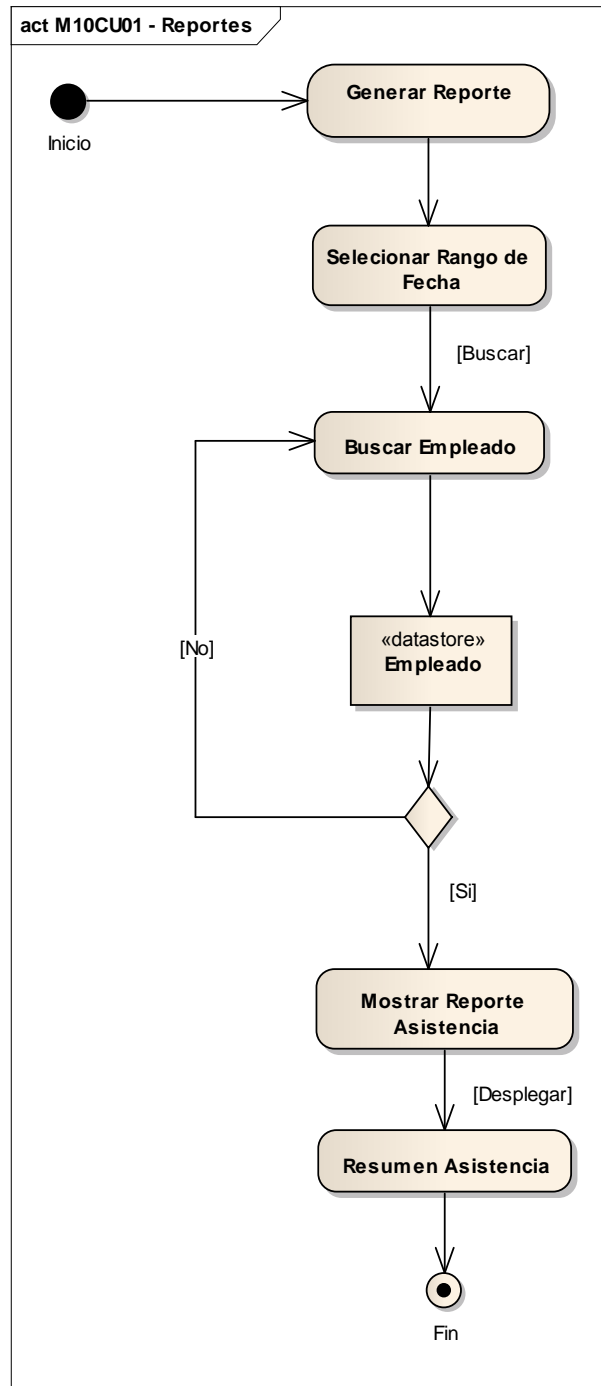 act M10CU01 - Reportes
Generar Reporte
Inicio
Selecionar Rango de
Fecha
[Buscar]
Buscar Empleado
«datastore»
Empleado
[No]
[Si]
Mostrar Reporte
Asistencia
[Desplegar]
Resumen Asistencia
Fin